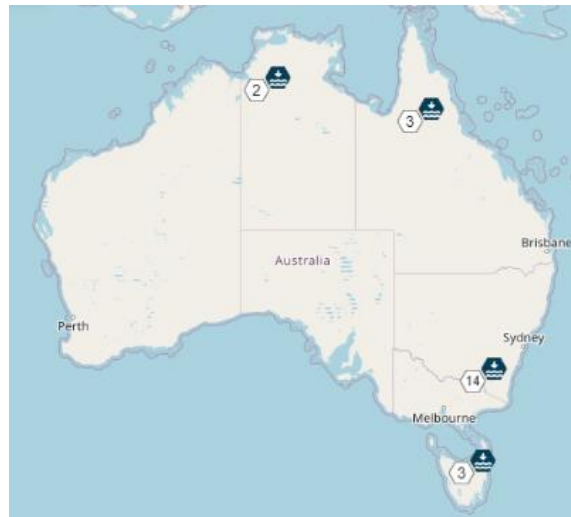 2
3
Brisbane
Australia
Perth
Sydney
14
Melbourne
3